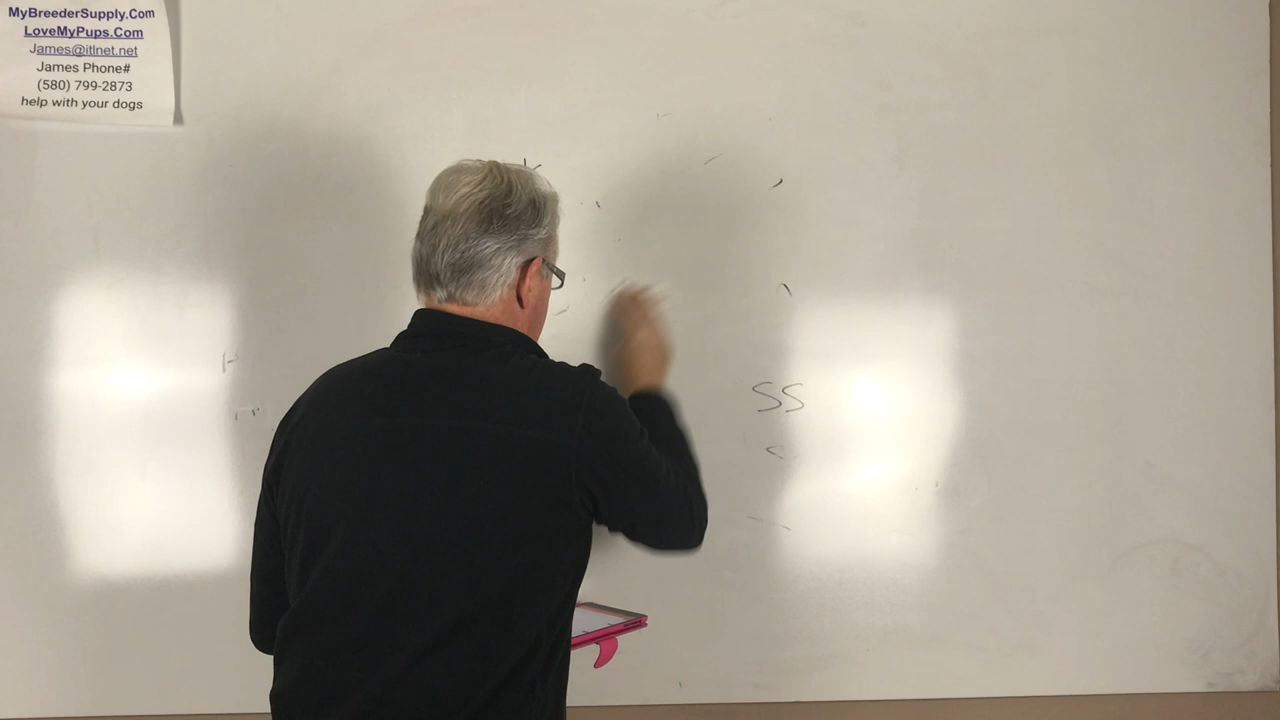 MyBreederSupply.Com
LoveMyPups.Com
James@itlnet.net
James Phone#
(580) 799-2873
help with your dogs
SS